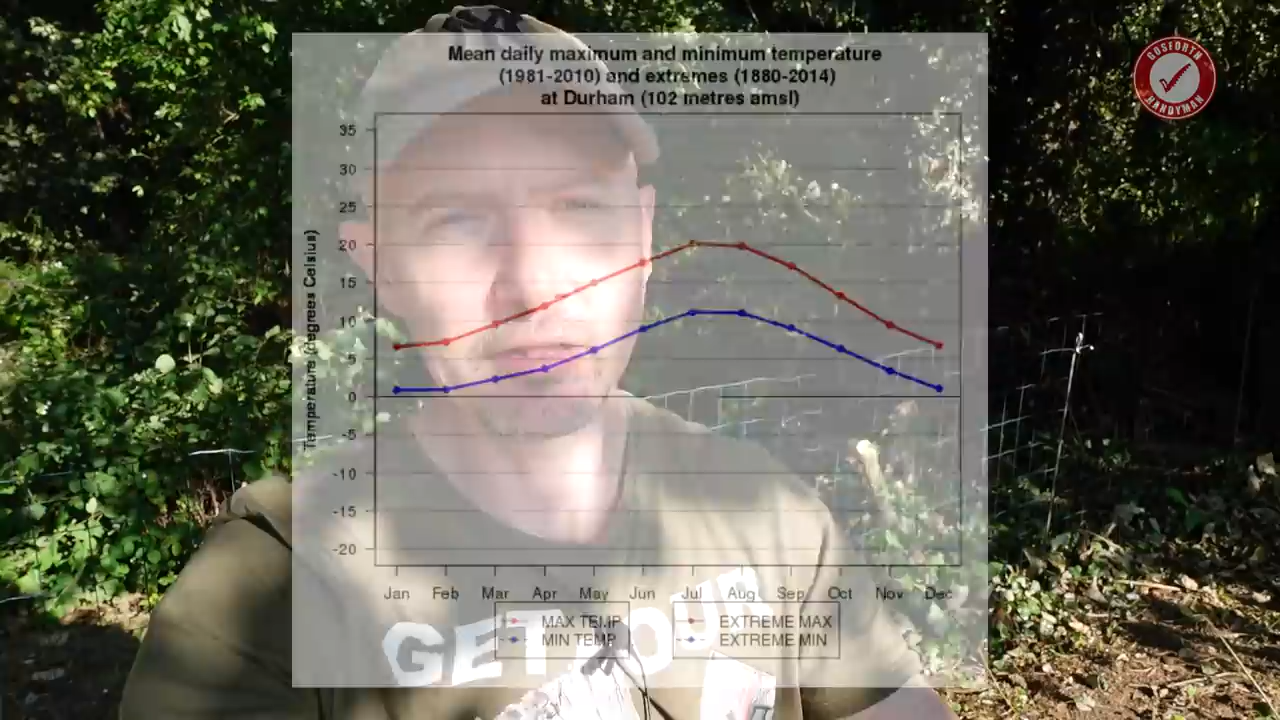 Mean daily maximum and minimum temperature
(1981-2010) and extremes (1880-2014)
at Durham (102 metres amsl)
GOSFORTH
HANDYMAN
Temperature (degrees Celsius)
35
30
25
20
15
10
5
0
-5
-10
-15
-20
Jan Feb Mar Apr May Jun Jul Aug Sep Oct Nov Dec
MAX TEMP EXTREME MAX
MIN TEMP EXTREME MIN
GET YOUR